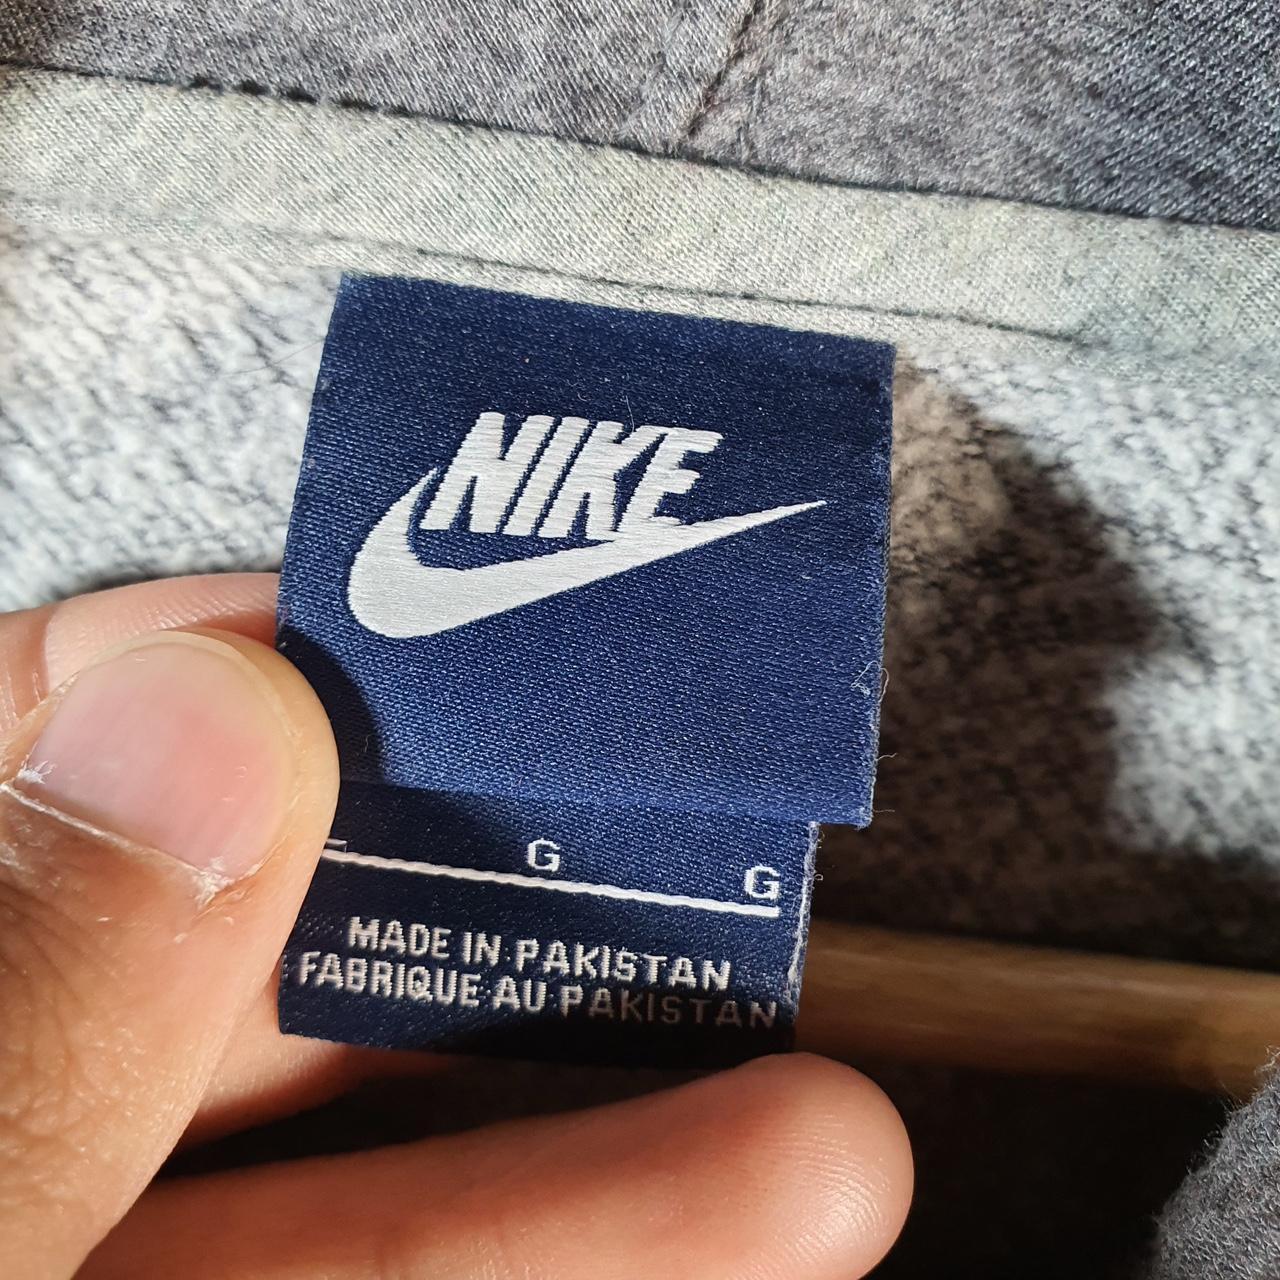 NIKE
L G G
MADE IN PAKISTAN
FABRIQUE AU PAKISTAN